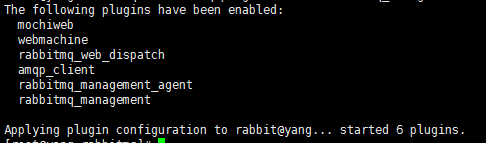 The following plugins have been enabled:
mochiweb
webmachine
rabbitmq_web_dispatch
amqp_client
rabbitmq_management_agent
rabbitmq_management
Applying plugin configuration to rabbit@yang... started 6 plugins.